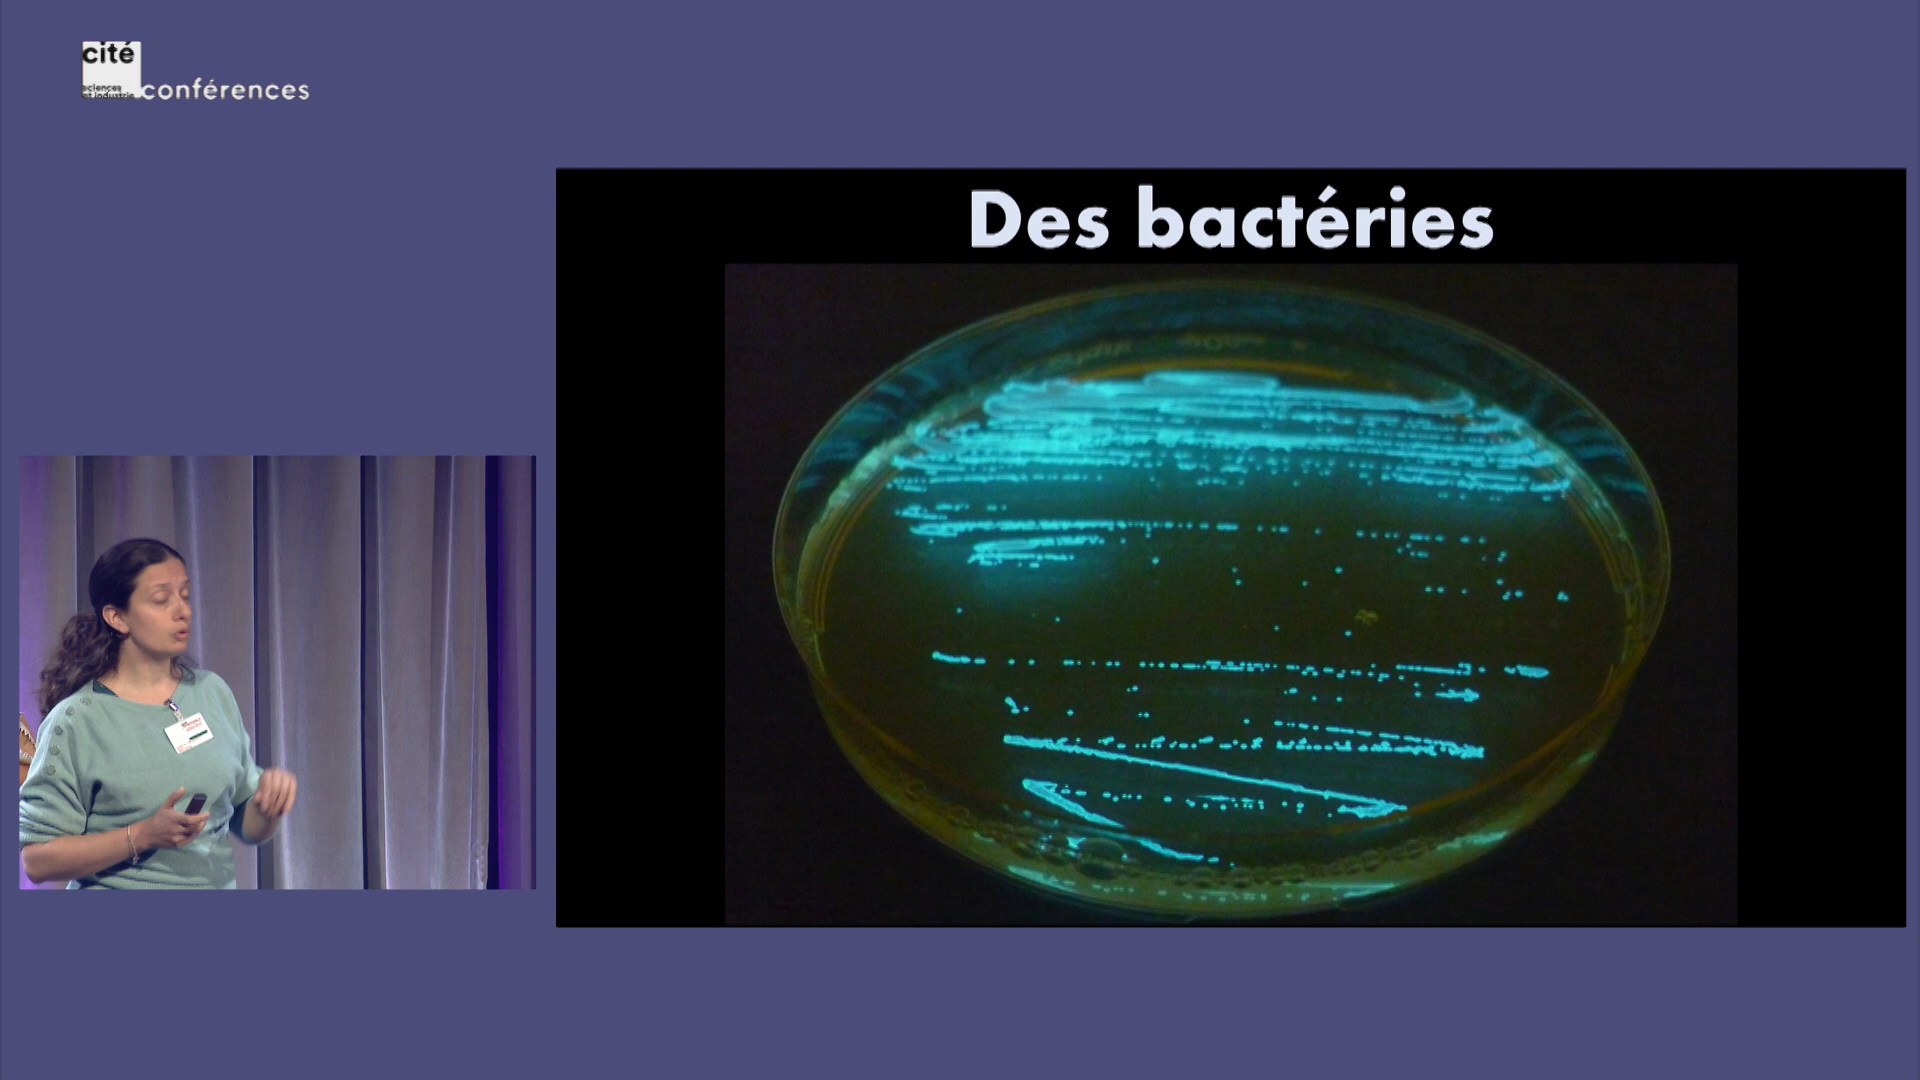 cité
sciences
et industrie
conférences
Des bactéries